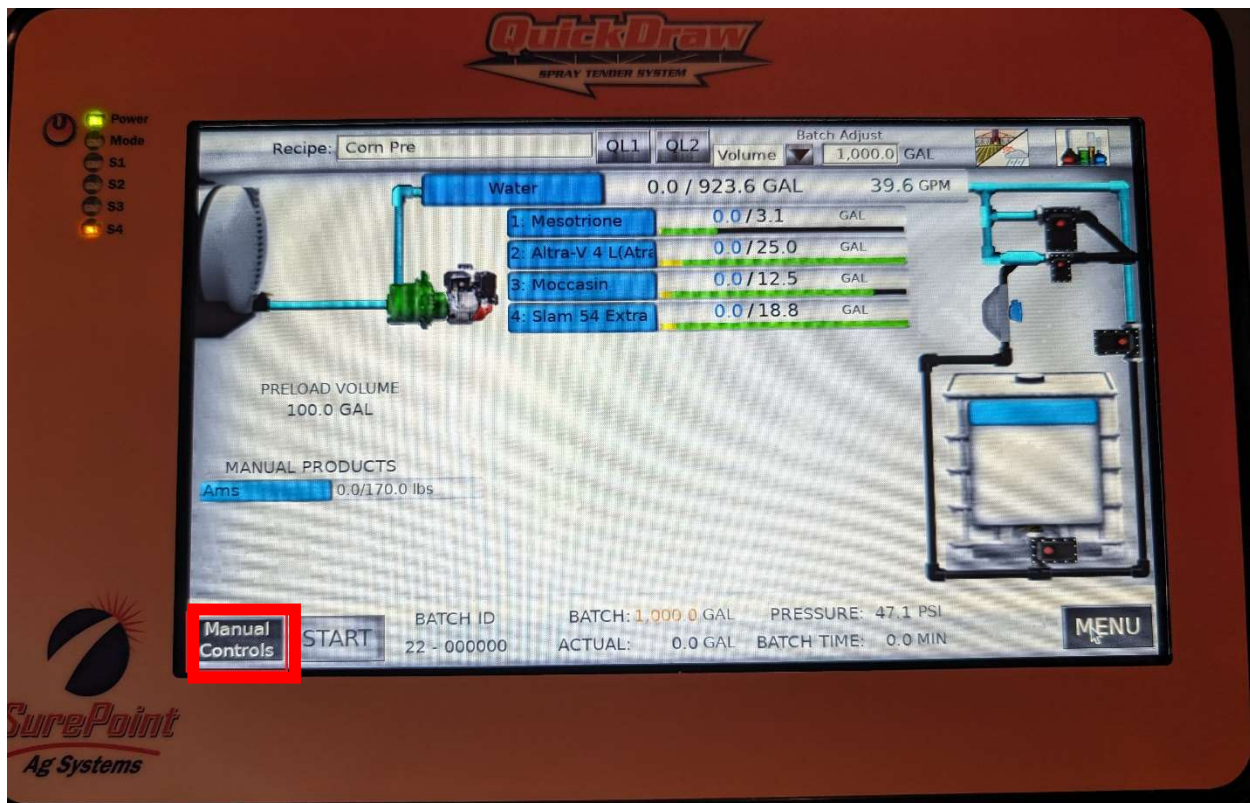 QuickDraw
SPRAY TENDER SYSTEM
Power
Mode
S1
S2
S3
S4
Recipe: Corn Pre QL1 QL2 Batch Adjust
Volume 1,000.0 GAL
Water 0.0 / 923.6 GAL 39.6 GPM
1: Mesotrione 0.0 / 3.1 GAL
2: Altra-V 4 L(Atra 0.0 / 25.0 GAL
3: Moccasin 0.0 / 12.5 GAL
4: Slam 54 Extra 0.0 / 18.8 GAL
PRELOAD VOLUME
100.0 GAL
MANUAL PRODUCTS
Ams 0.0/170.0 lbs
Manual
Controls
START
BATCH ID
22 - 000000
BATCH: 1,000.0 GAL PRESSURE: 47.1 PSI
ACTUAL: 0.0 GAL BATCH TIME: 0.0 MIN
MENU
SurePoint
Ag Systems